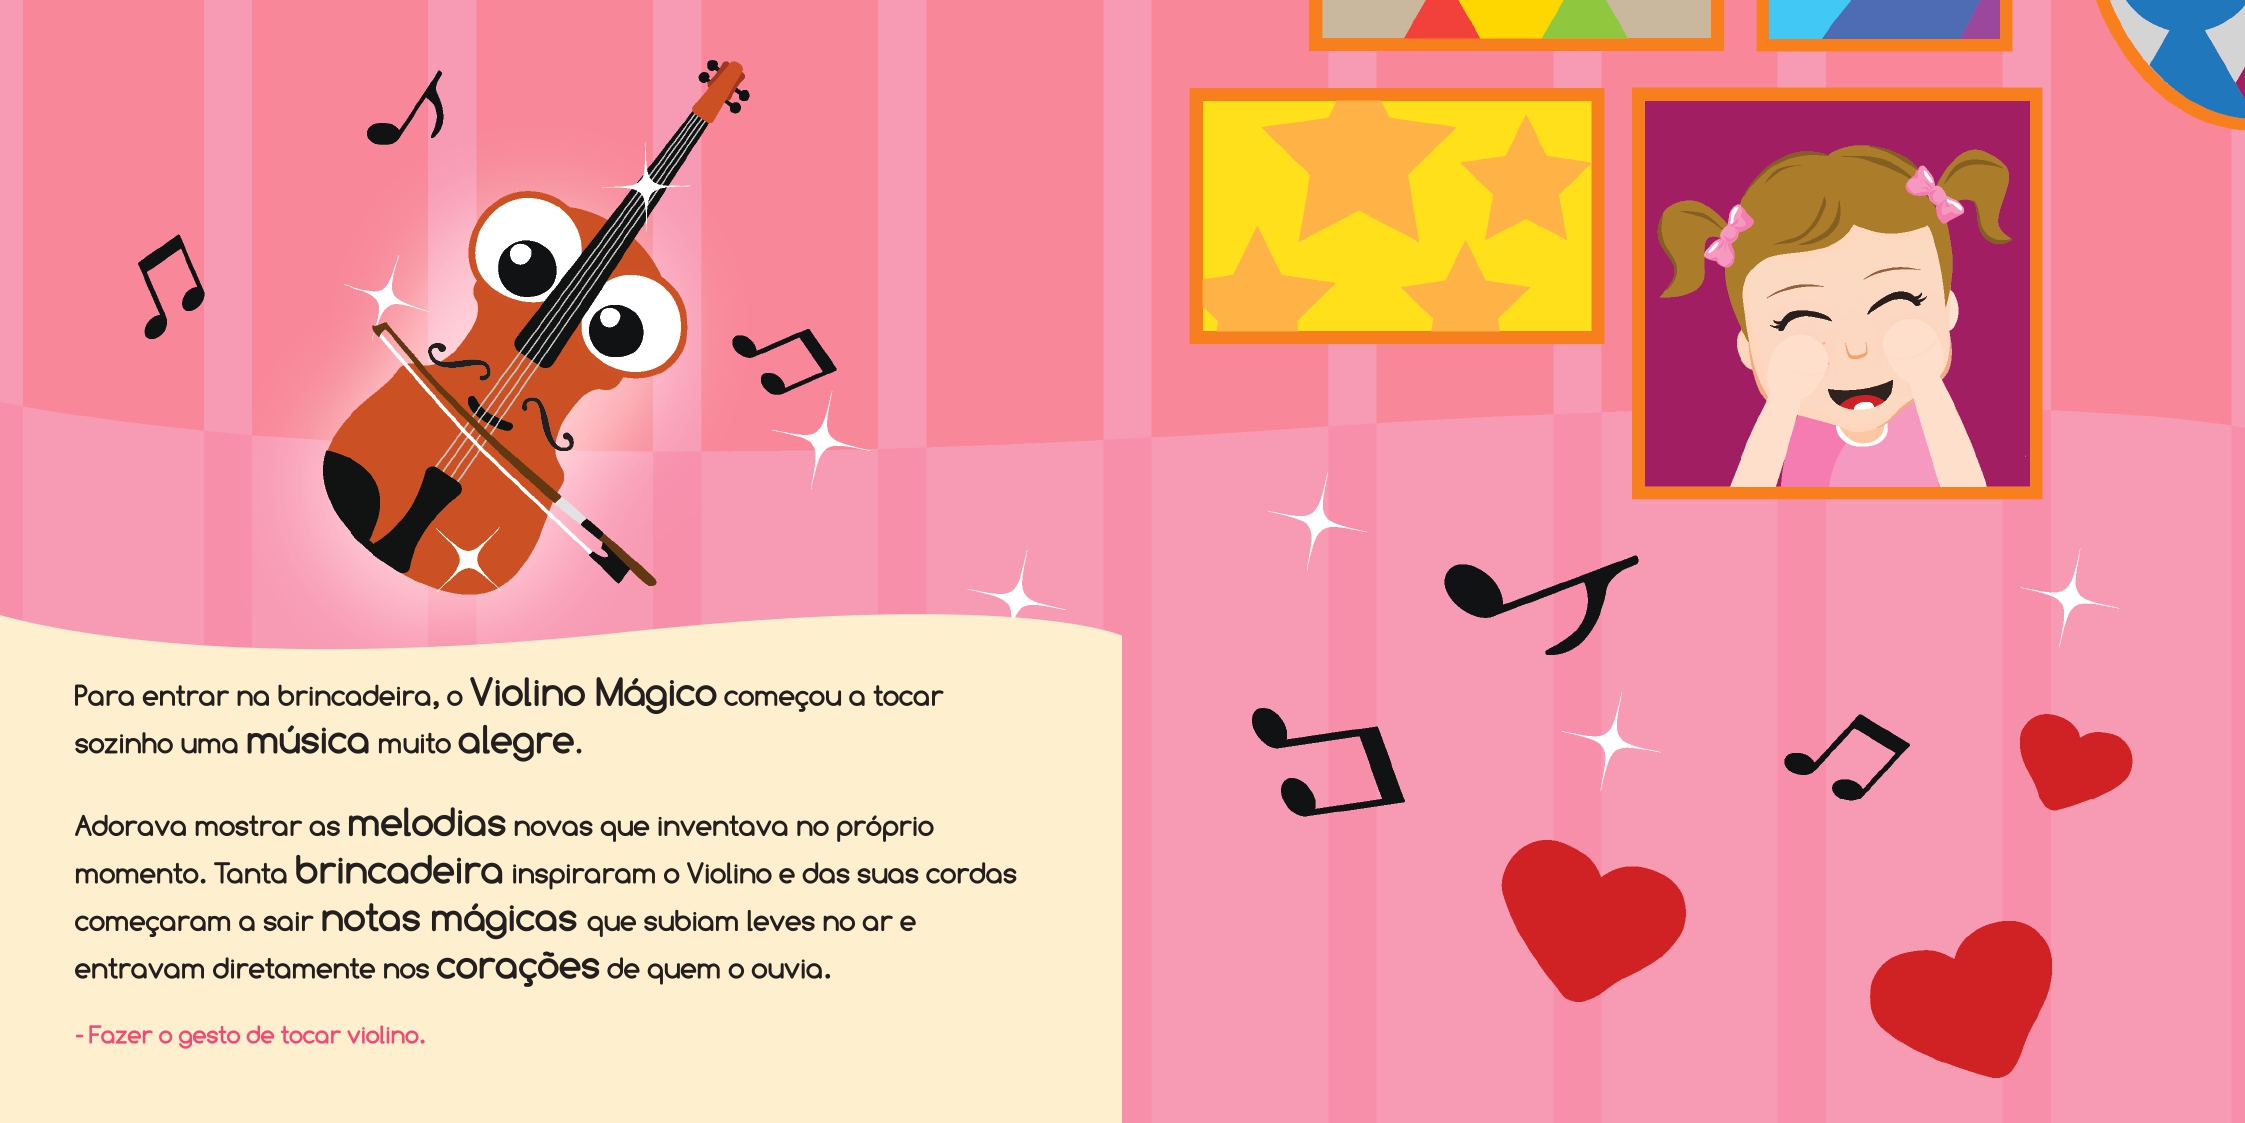 Para entrar na brincadeira, o Violino Mágico começou a tocar
sozinho uma música muito alegre.
Adorava mostrar as melodias novas que inventava no próprio
momento. Tanta brincadeira inspiraram o Violino e das suas cordas
começaram a sair notas mágicas que subiam leves no ar e
entravam diretamente nos corações de quem o ouvia.
- Fazer o gesto de tocar violino.